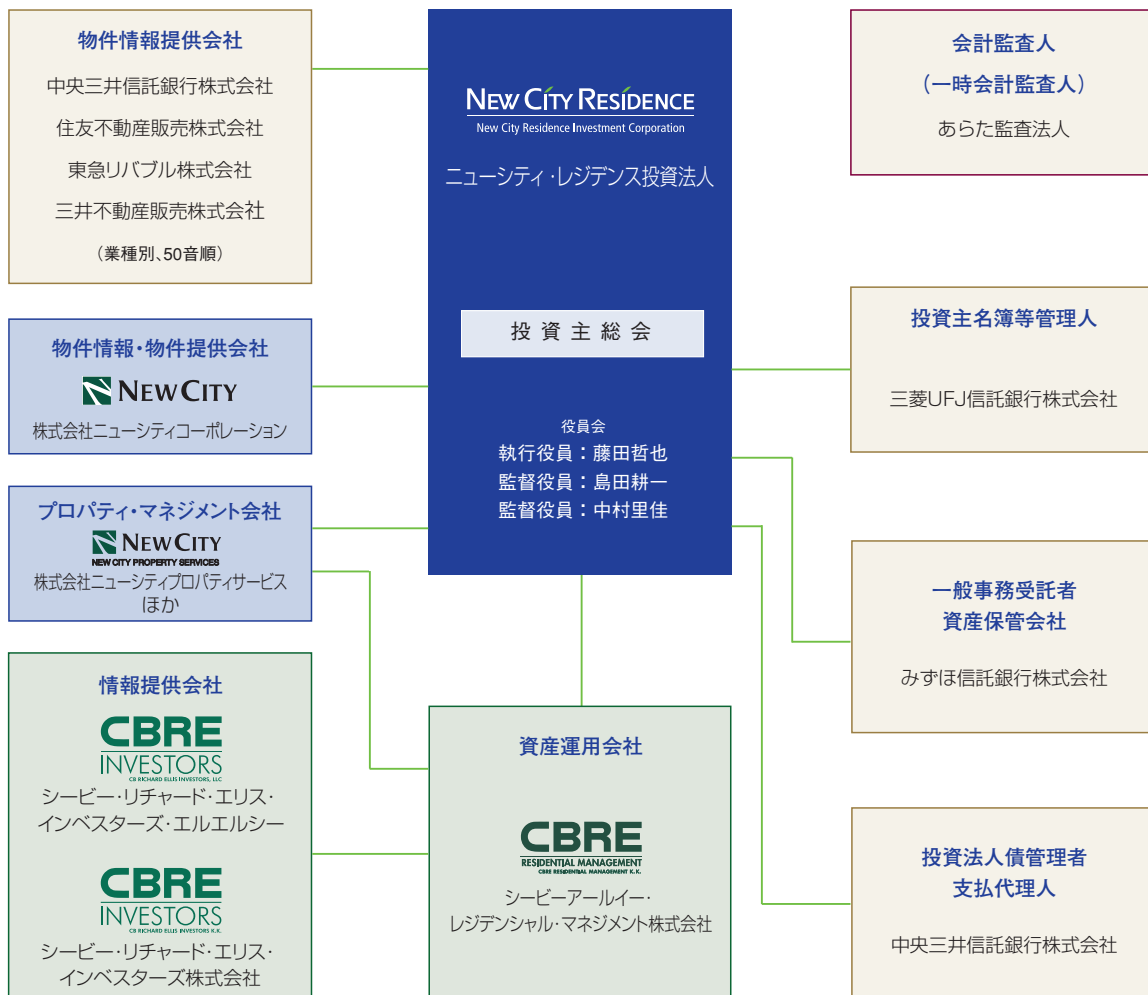 物件情報提供会社
中央三井信託銀行株式会社
住友不動産販売株式会社
東急リバブル株式会社
三井不動産販売株式会社
（業種別、50音順）
物件情報・物件提供会社
NEW CITY
株式会社ニューシティコーポレーション
プロパティ・マネジメント会社
NEW CITY
NEW CITY PROPERTY SERVICES
株式会社ニューシティプロパティサービス
ほか
情報提供会社
CBRE
INVESTORS
CB RICHARD ELLIS INVESTORS, LLC
シービー・リチャード・エリス・
インベスターズ・エルエルシー
CBRE
INVESTORS
CB RICHARD ELLIS INVESTORS K.K.
シービー・リチャード・エリス・
インベスターズ株式会社
NEW CITY RESIDENCE
New City Residence Investment Corporation
ニューシティ・レジデンス投資法人
投資主総会
役員会
執行役員：藤田哲也
監督役員：島田耕一
監督役員：中村里佳
資産運用会社
CBRE
RESIDENTIAL MANAGEMENT
CBRE RESIDENTIAL MANAGEMENT K.K.
シービーアールイー・
レジデンシャル・マネジメント株式会社
会計監査人
（一時会計監査人）
あらた監査法人
投資主名簿等管理人
三菱UFJ信託銀行株式会社
一般事務受託者
資産保管会社
みずほ信託銀行株式会社
投資法人債管理者
支払代理人
中央三井信託銀行株式会社